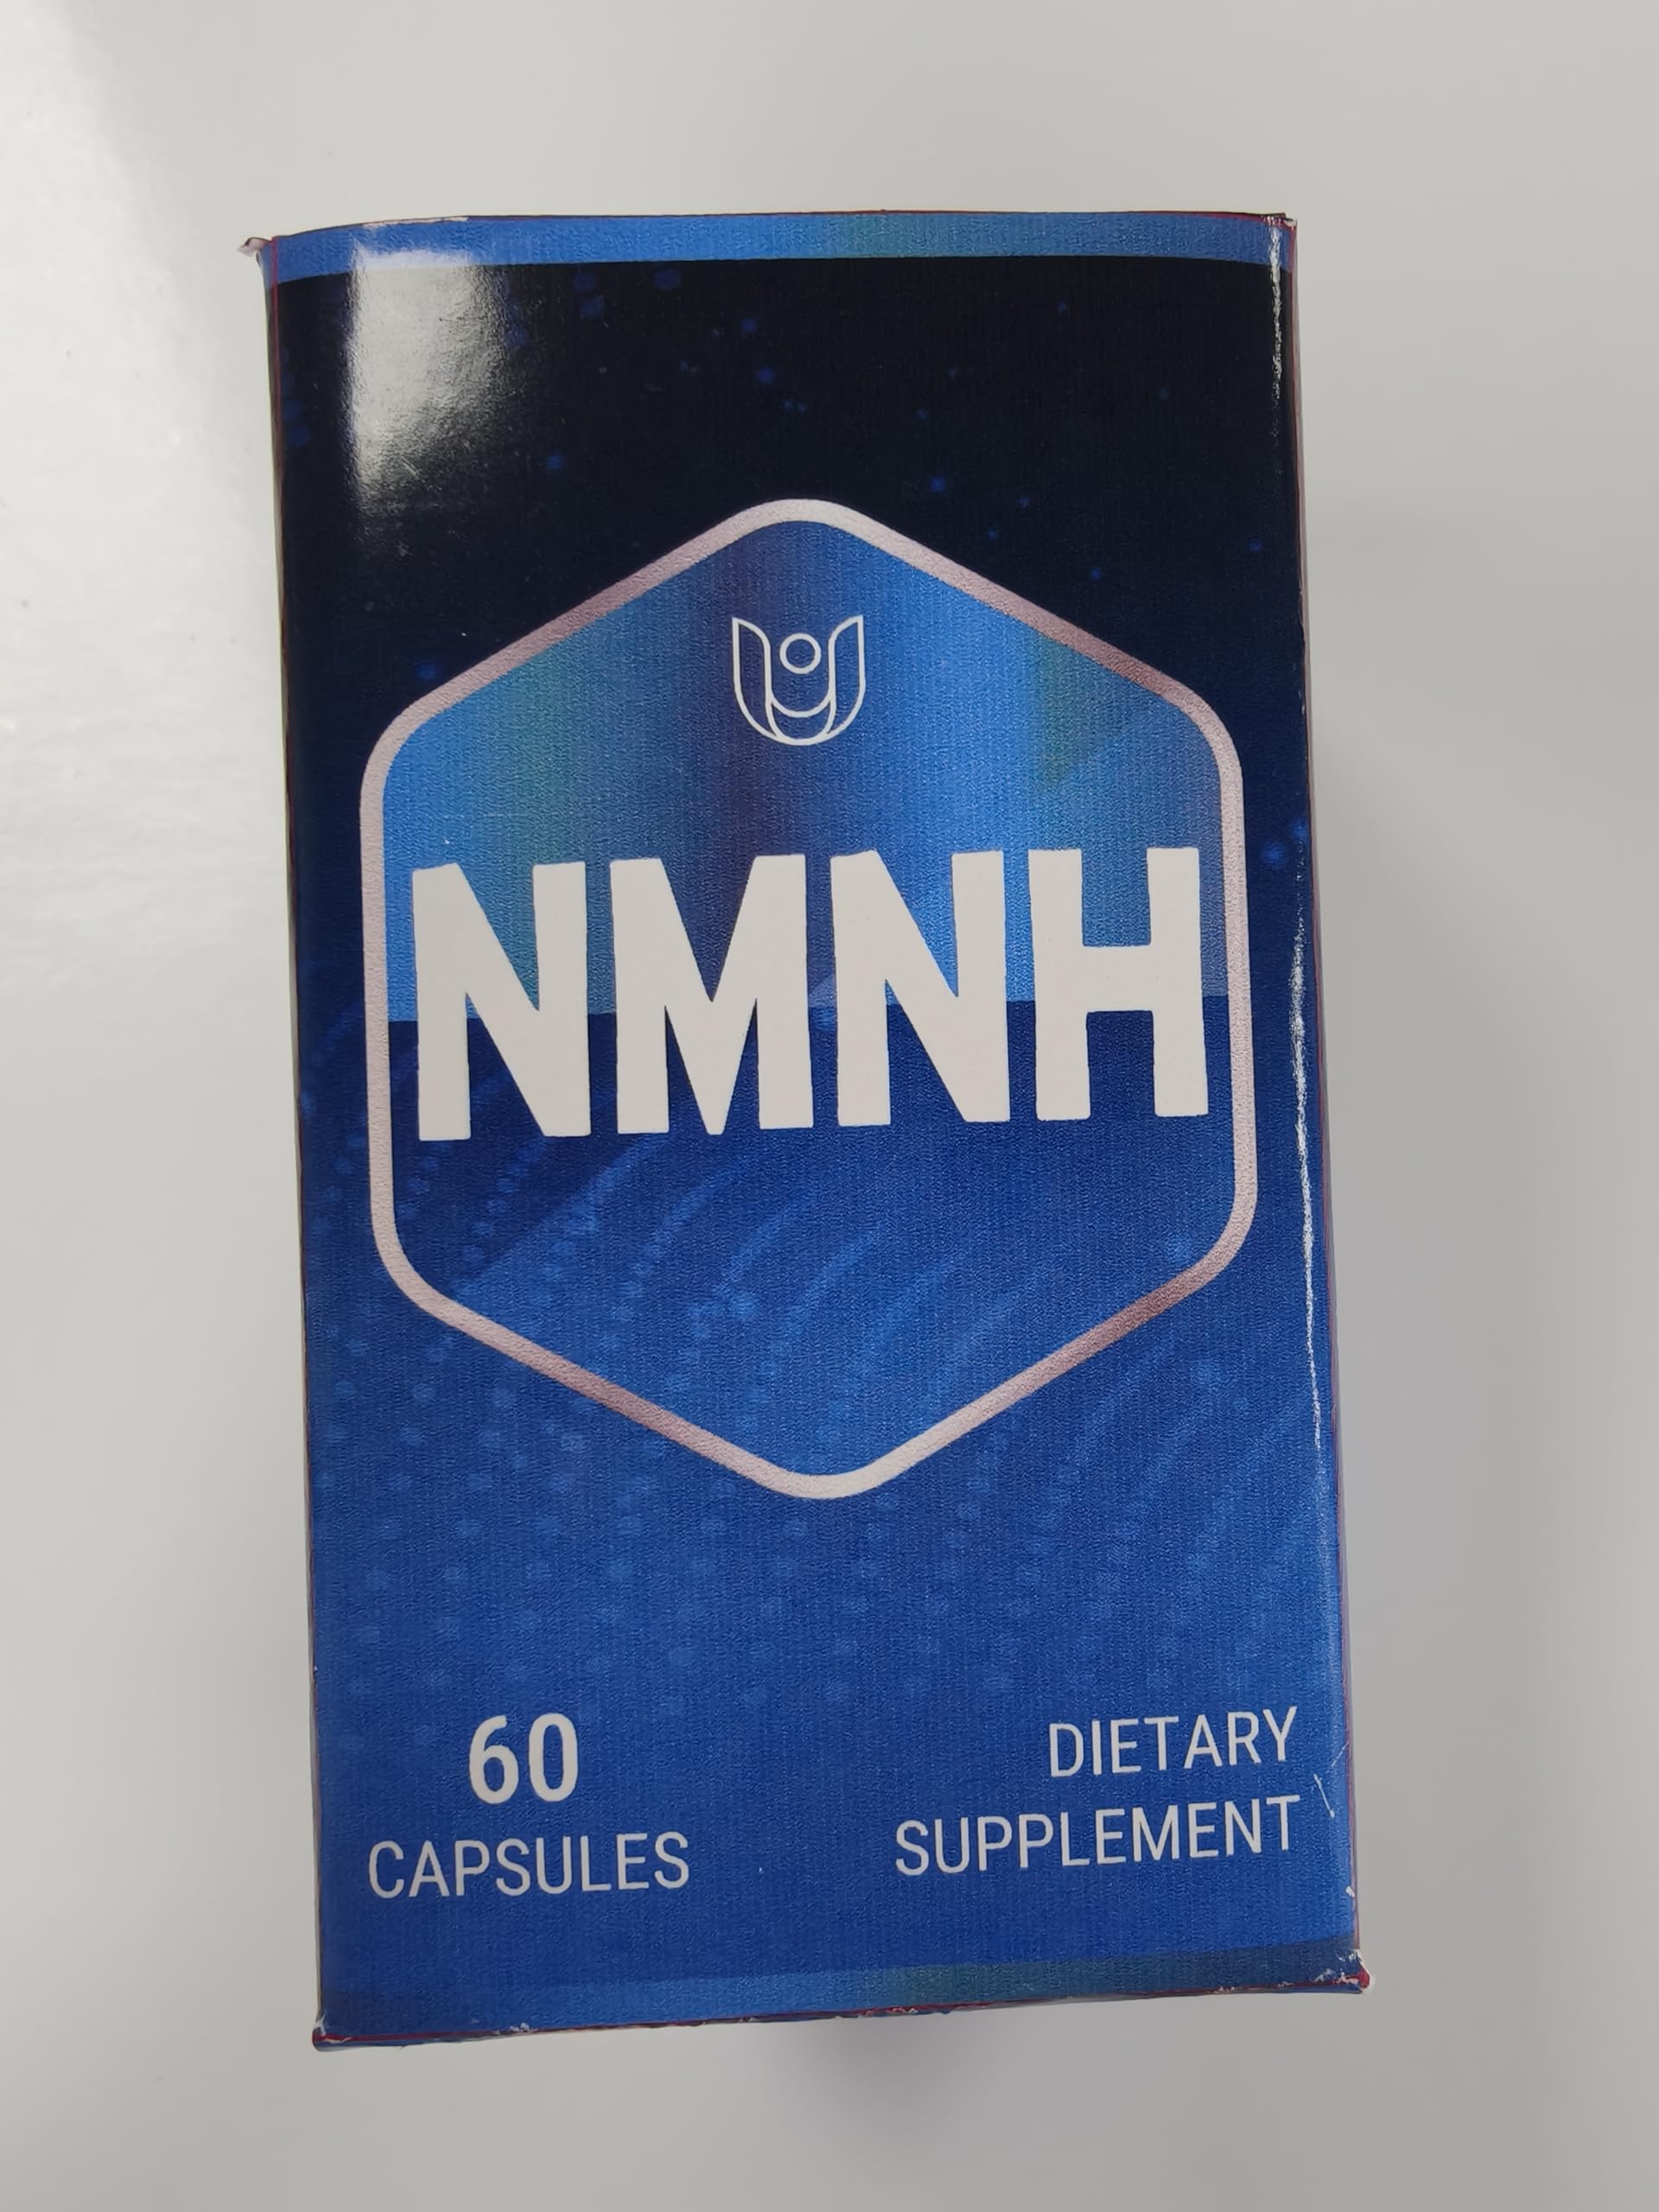 NMNH
60
CAPSULES
DIETARY
SUPPLEMENT